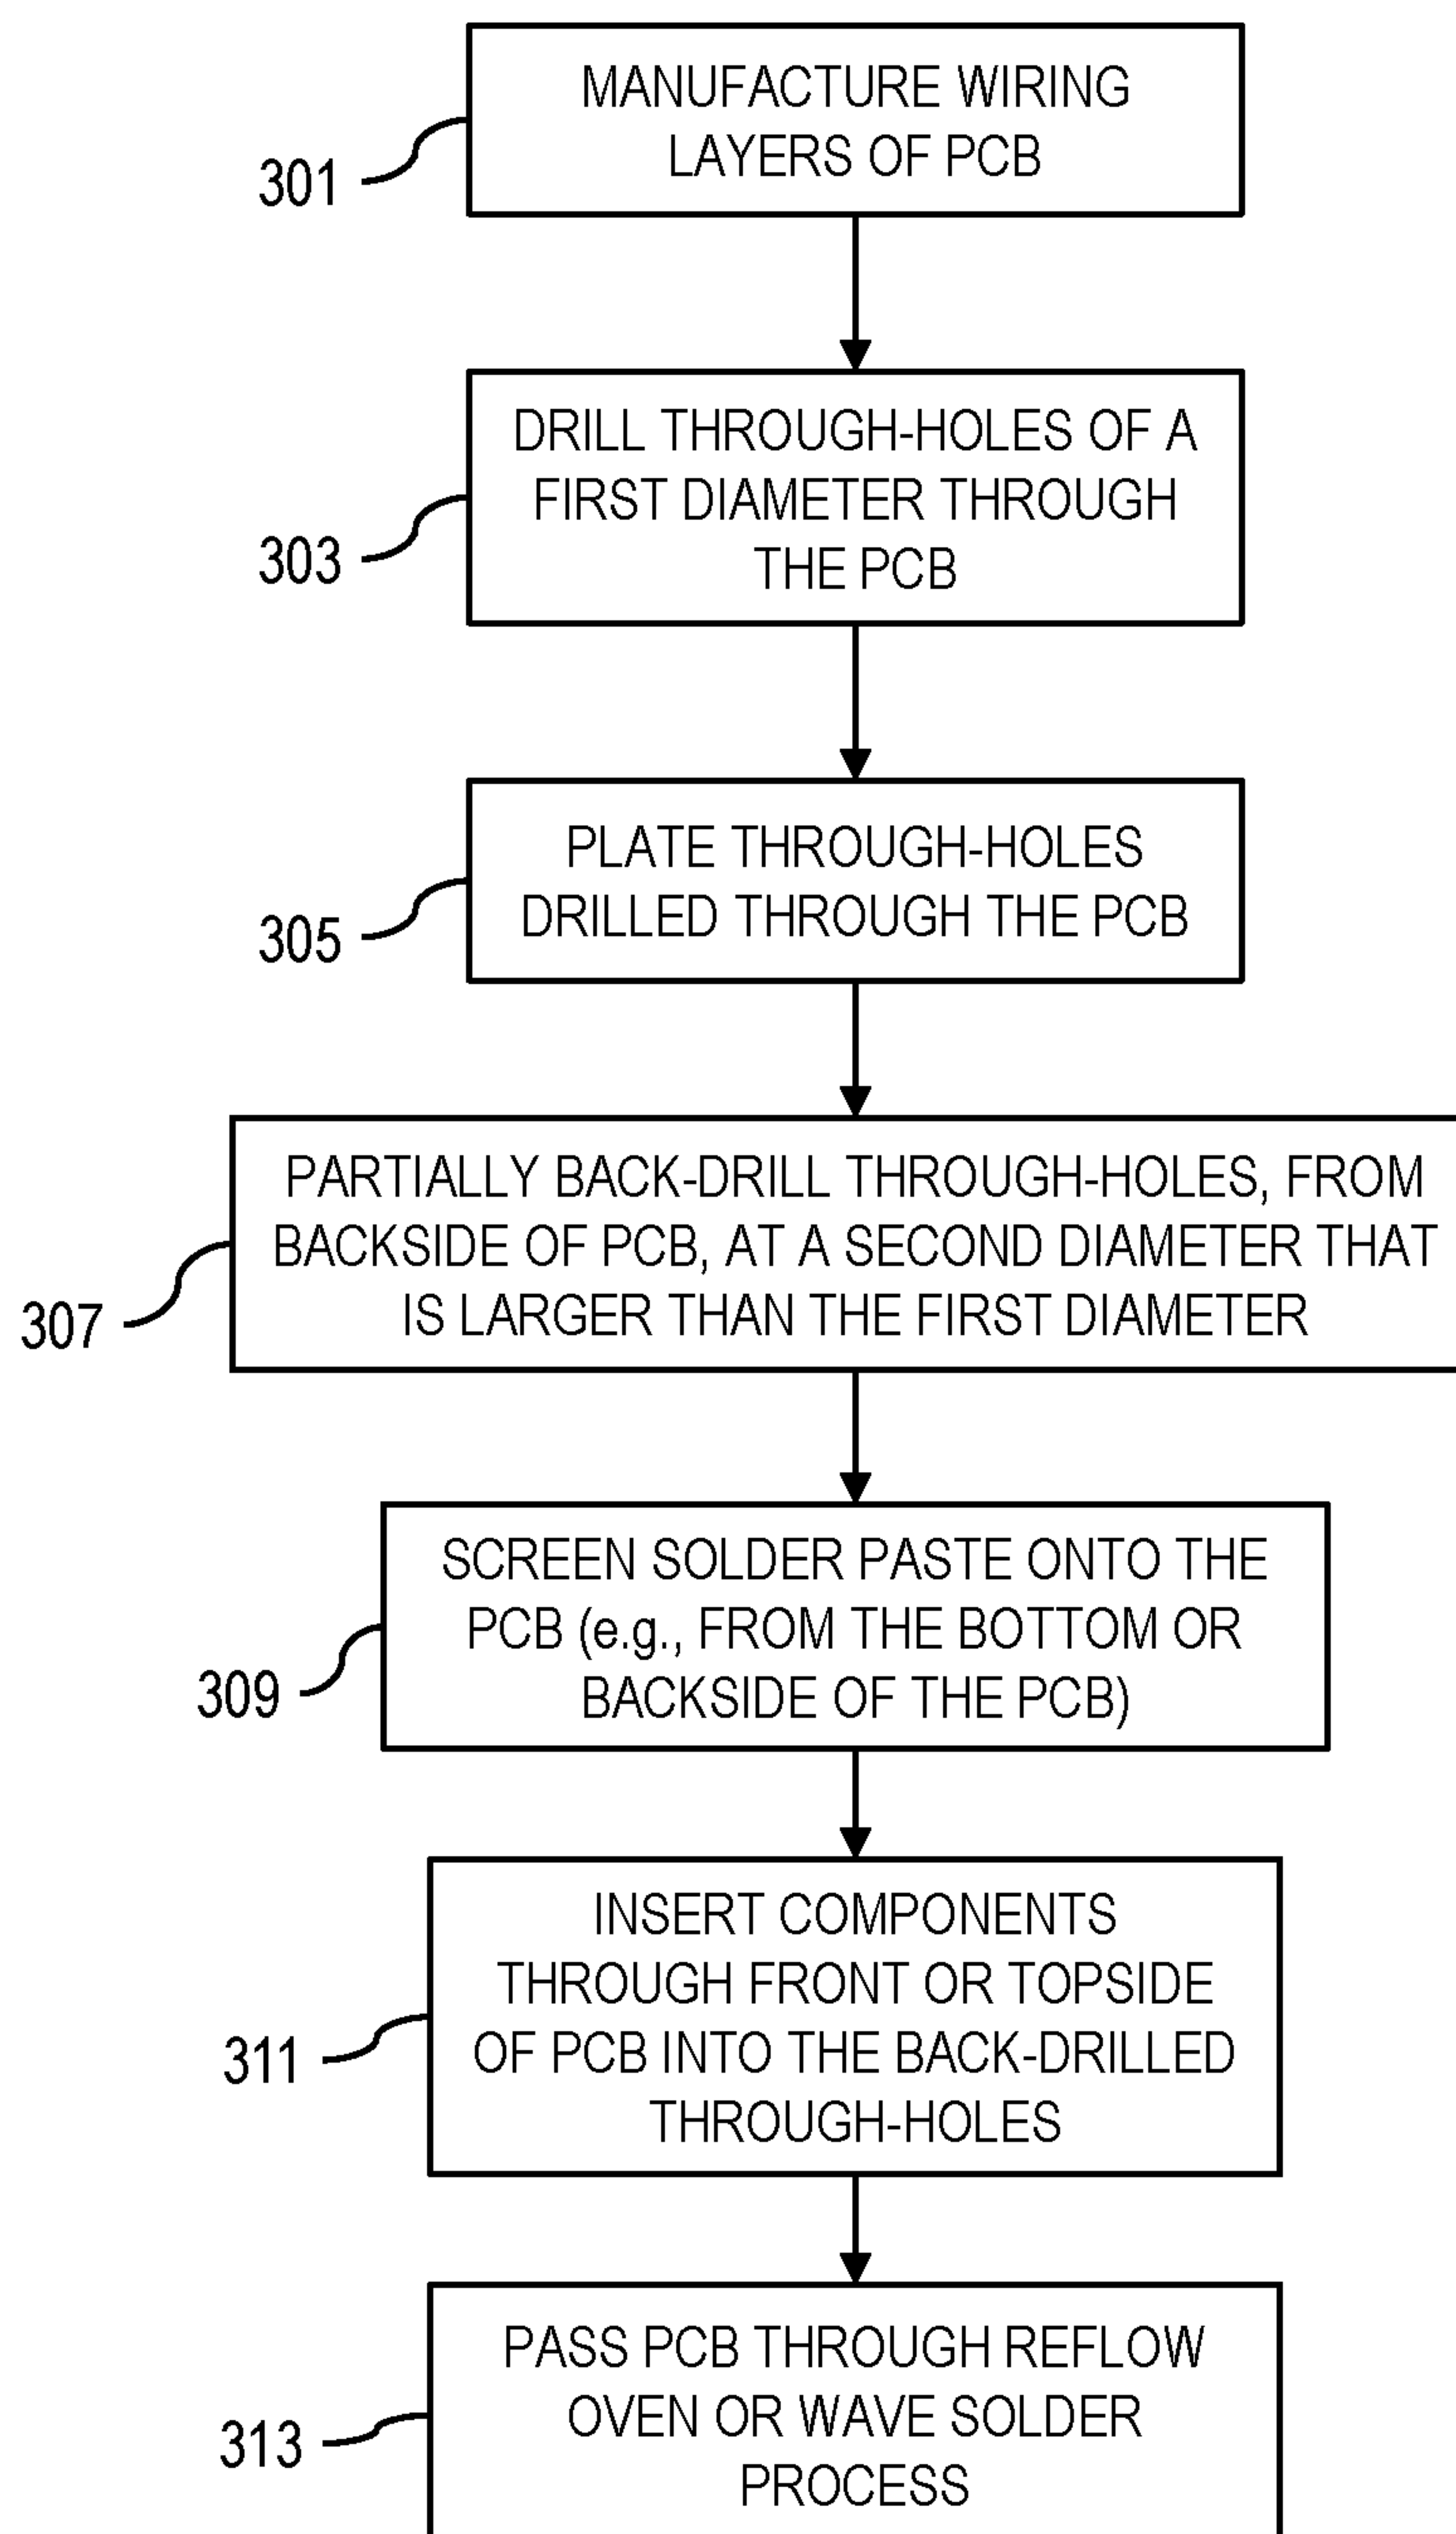 MANUFACTURE WIRING
LAYERS OF PCB
301
DRILL THROUGH-HOLES OF A
FIRST DIAMETER THROUGH
THE PCB
303
PLATE THROUGH-HOLES
DRILLED THROUGH THE PCB
305
PARTIALLY BACK-DRILL THROUGH-HOLES, FROM
BACKSIDE OF PCB, AT A SECOND DIAMETER THAT
IS LARGER THAN THE FIRST DIAMETER
307
SCREEN SOLDER PASTE ONTO THE
PCB (e.g., FROM THE BOTTOM OR
BACKSIDE OF THE PCB)
309
INSERT COMPONENTS
THROUGH FRONT OR TOPSIDE
OF PCB INTO THE BACK-DRILLED
THROUGH-HOLES
311
PASS PCB THROUGH REFLOW
OVEN OR WAVE SOLDER
PROCESS
313